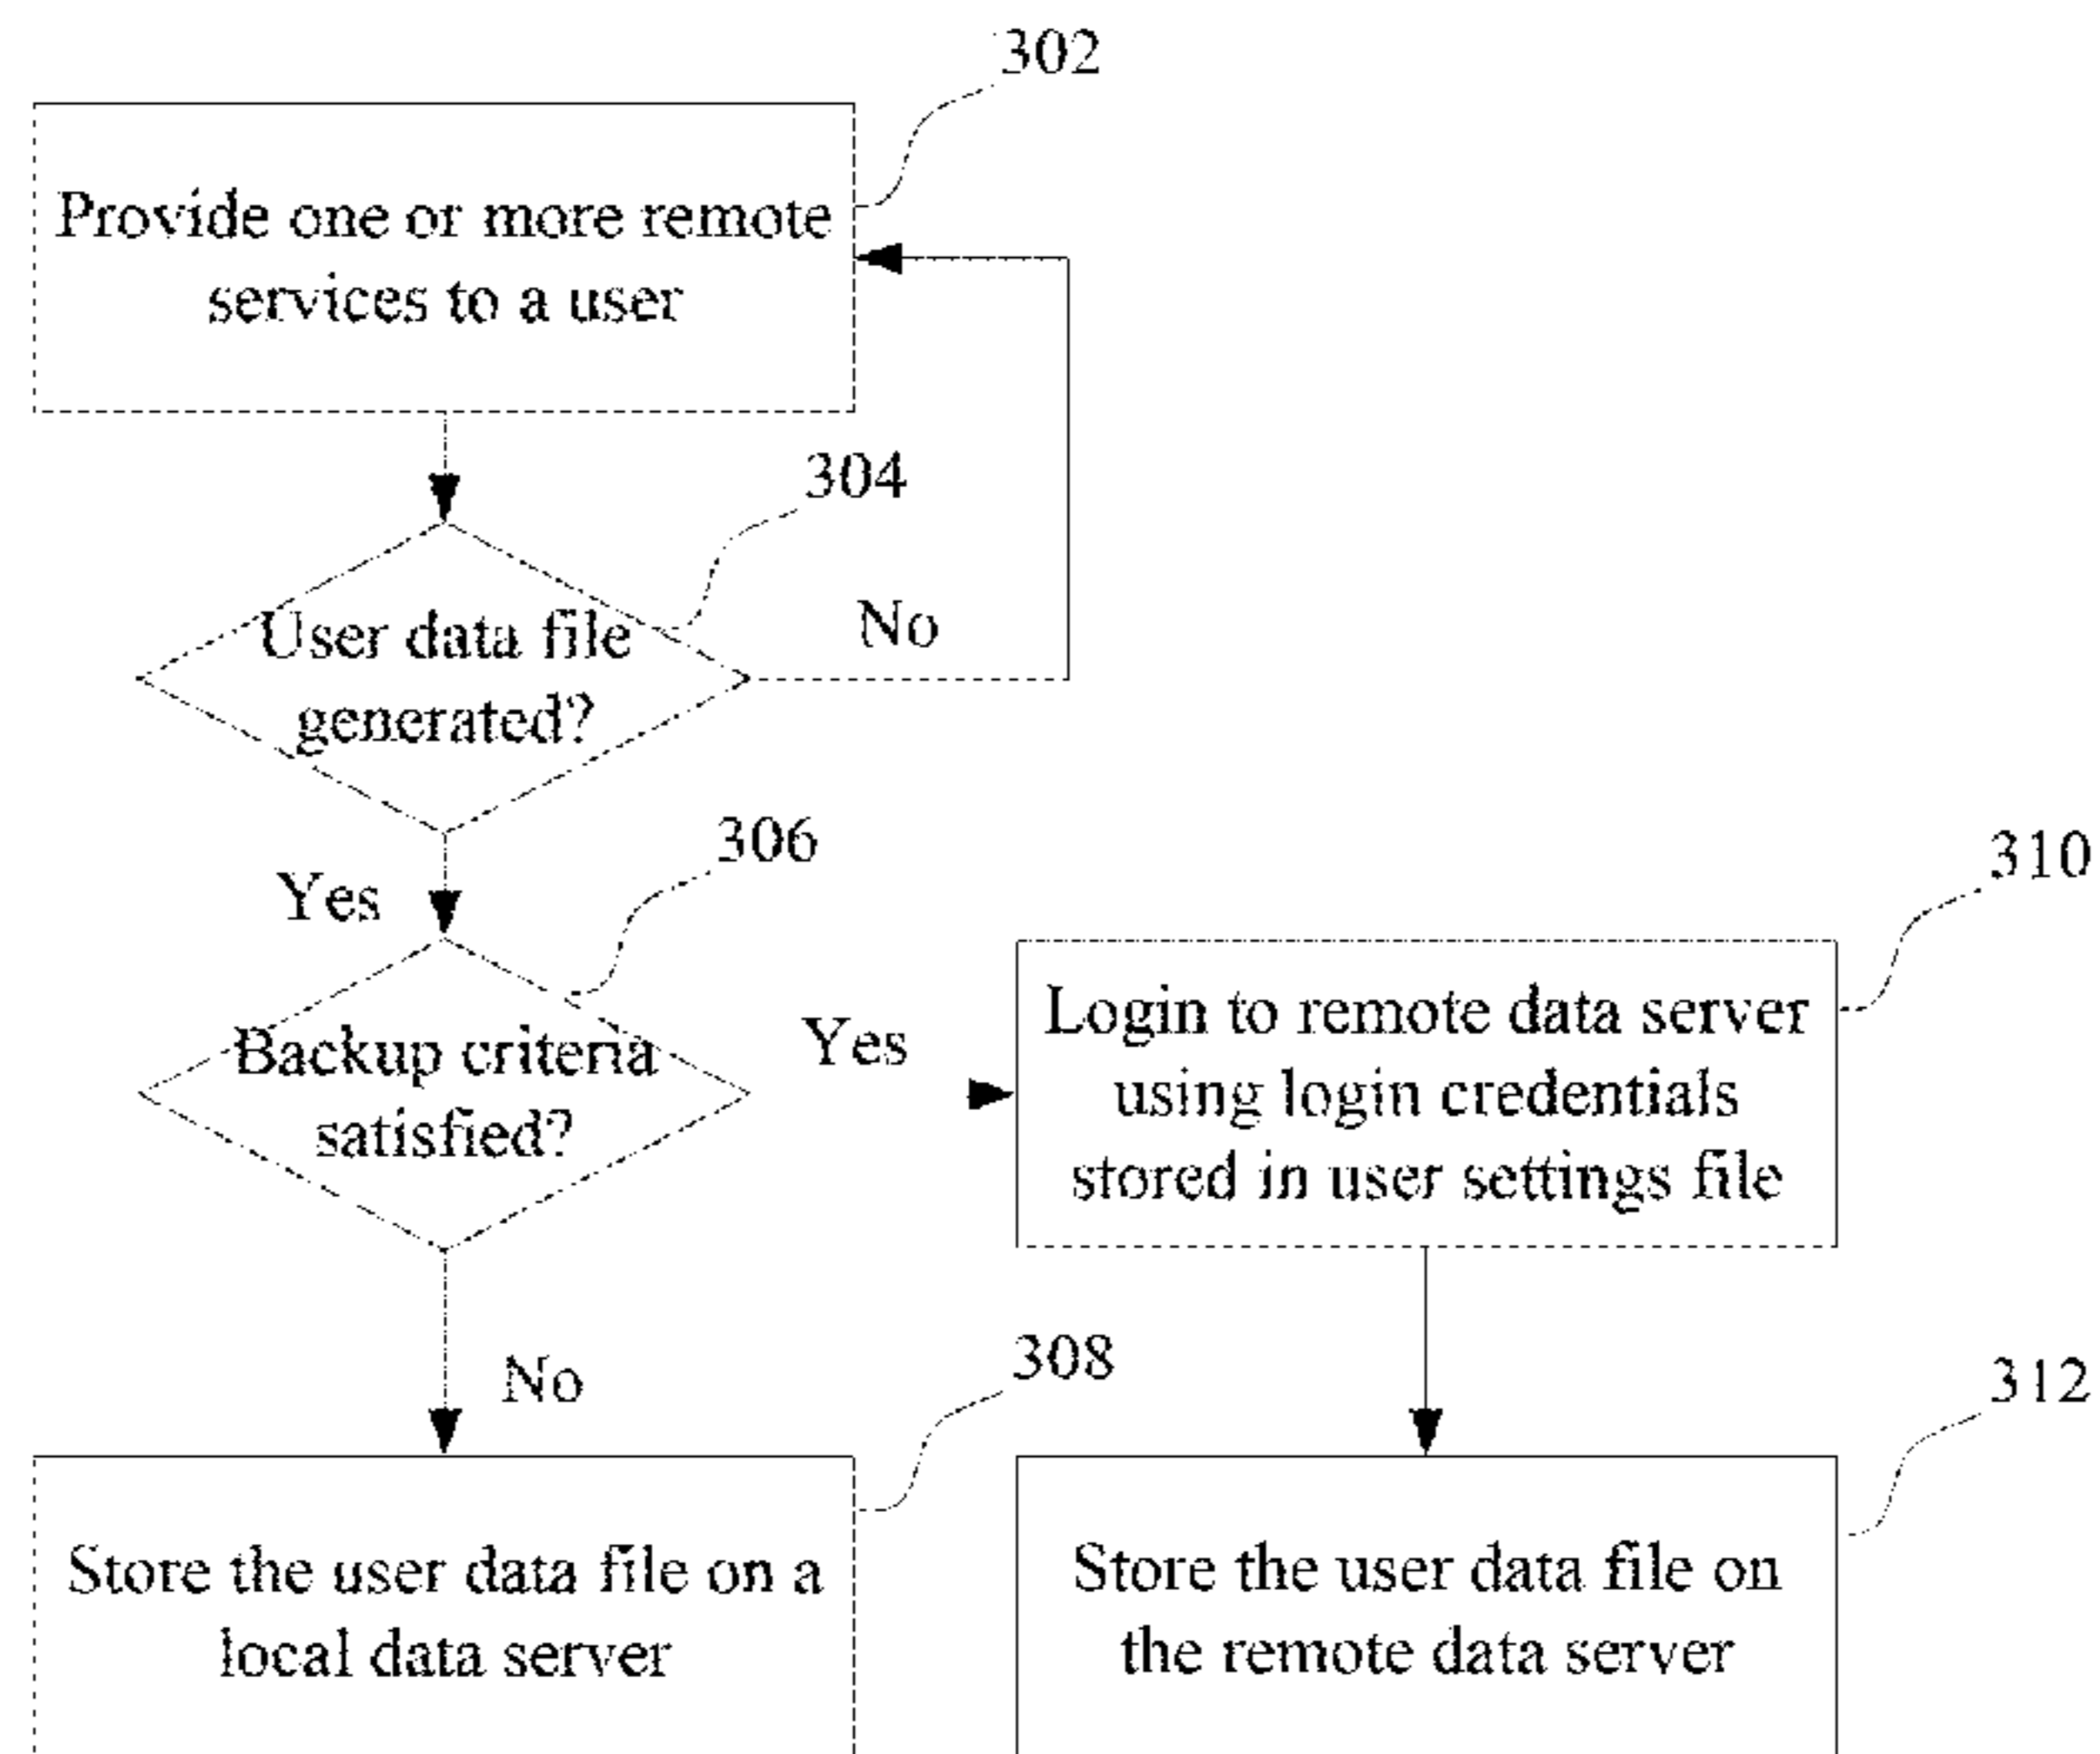 302
Provide one or more remote
services to a user
304
User data file
generated?
No
Yes
306
Backup criteria
satisfied?
Yes
310
Login to remote data server
using login credentials
stored in user settings file
No
308
Store the user data file on a
local data server
312
Store the user data file on
the remote data server